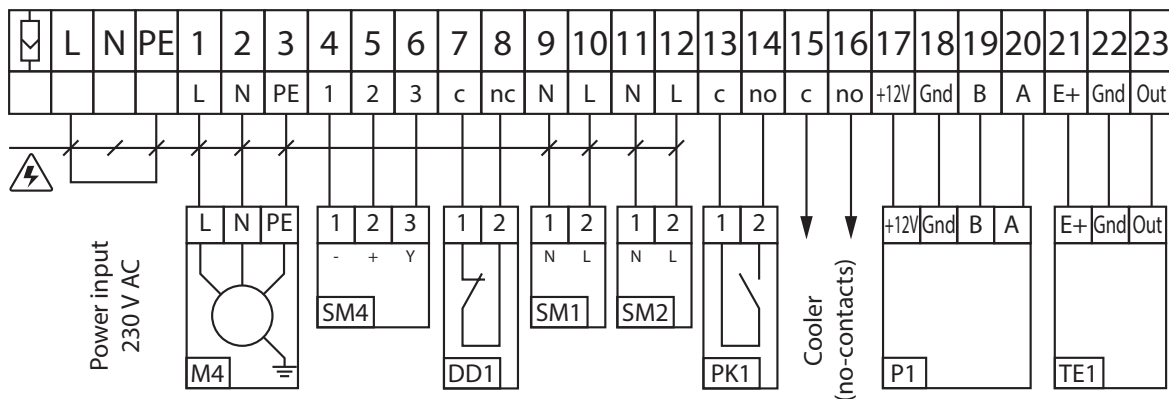 L N PE 1 2 3 4 5 6 7 8 9 10 11 12 13 14 15 16 17 18 19 20 21 22 23
L N PE 1 2 3 c nc N L N L c no c no +12V Gnd B A E+ Gnd Out
L N PE 1 2 3 1 2 1 2 1 2 1 2 +12V Gnd B A E+ Gnd Out
- + Y N L N L
Power input
230 V AC
M4
SM4
DD1
SM1
SM2
PK1
Cooler
(no-contacts)
P1
TE1